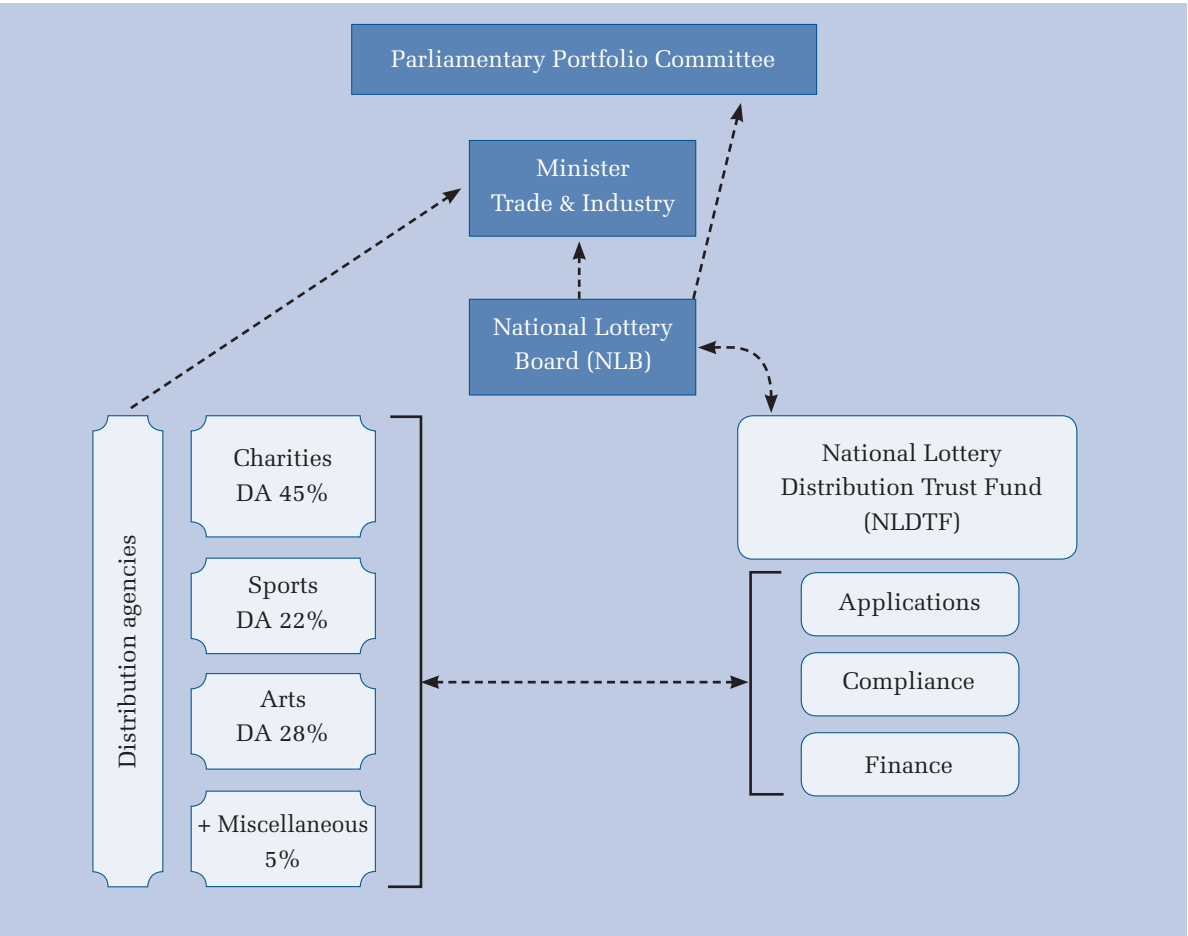 Parliamentary Portfolio Committee
Minister
Trade & Industry
National Lottery
Board (NLB)
Distribution agencies
Charities
DA 45%
Sports
DA 22%
Arts
DA 28%
+ Miscellaneous
5%
National Lottery
Distribution Trust Fund
(NLDTF)
Applications
Compliance
Finance